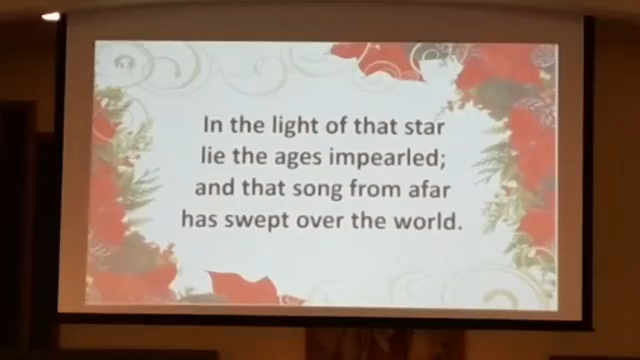 In the light of that star
lie the ages impearled;
and that song from afar
has swept over the world.